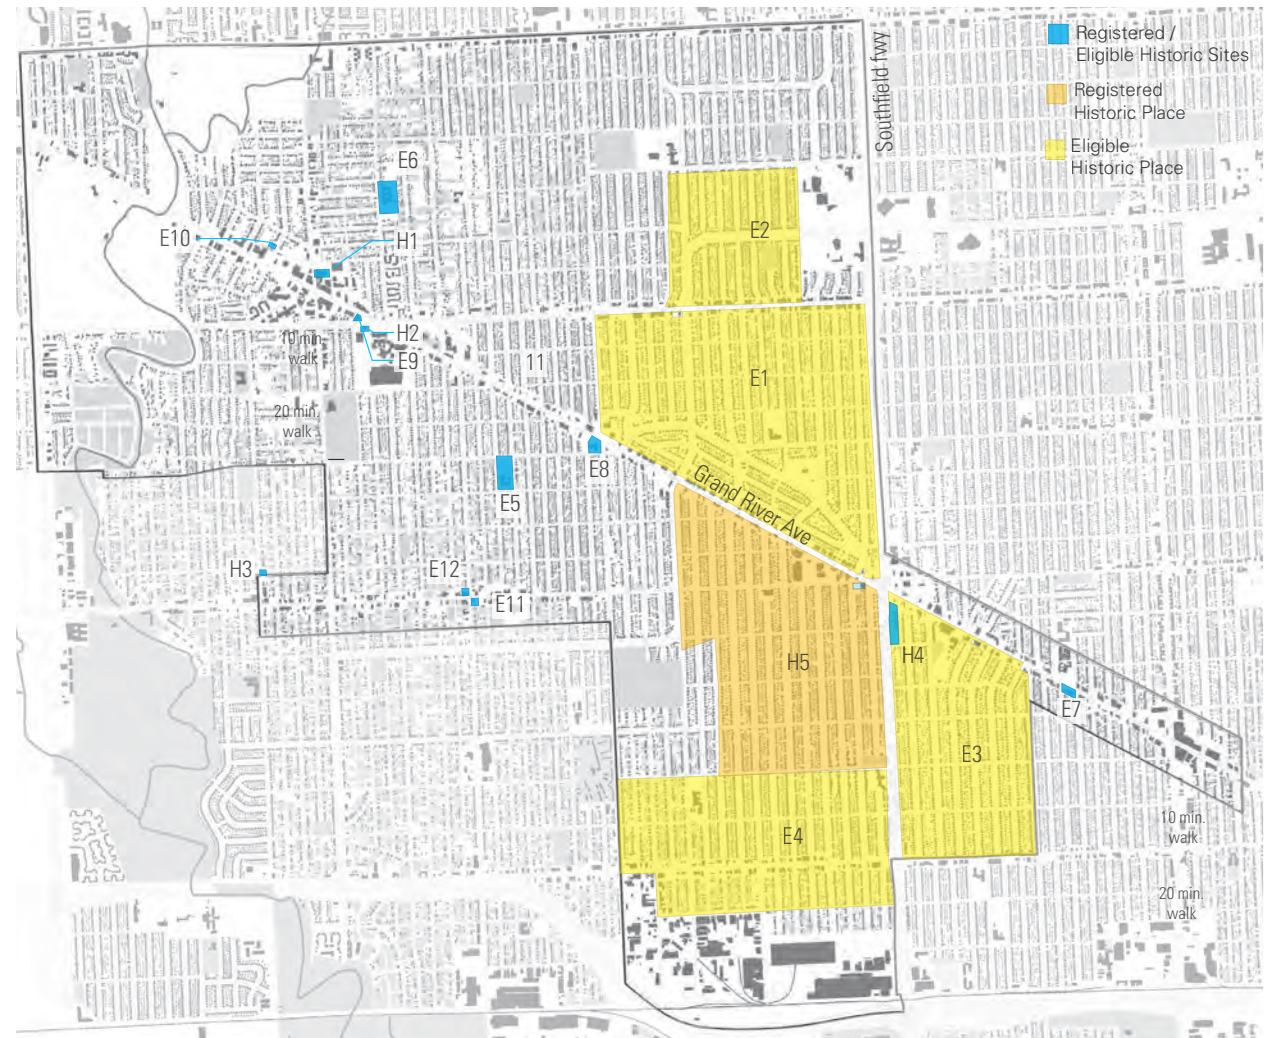 Southfield fwy
Registered /
Eligible Historic Sites
Registered
Historic Place
Eligible
Historic Place
E6
E2
E10
H1
H2
10 min.
walk
E9
11
E1
20 min.
walk
E8
Grand River Ave
E5
H3
E12
E11
H5
H4
E7
E3
E4
10 min.
walk
20 min.
walk